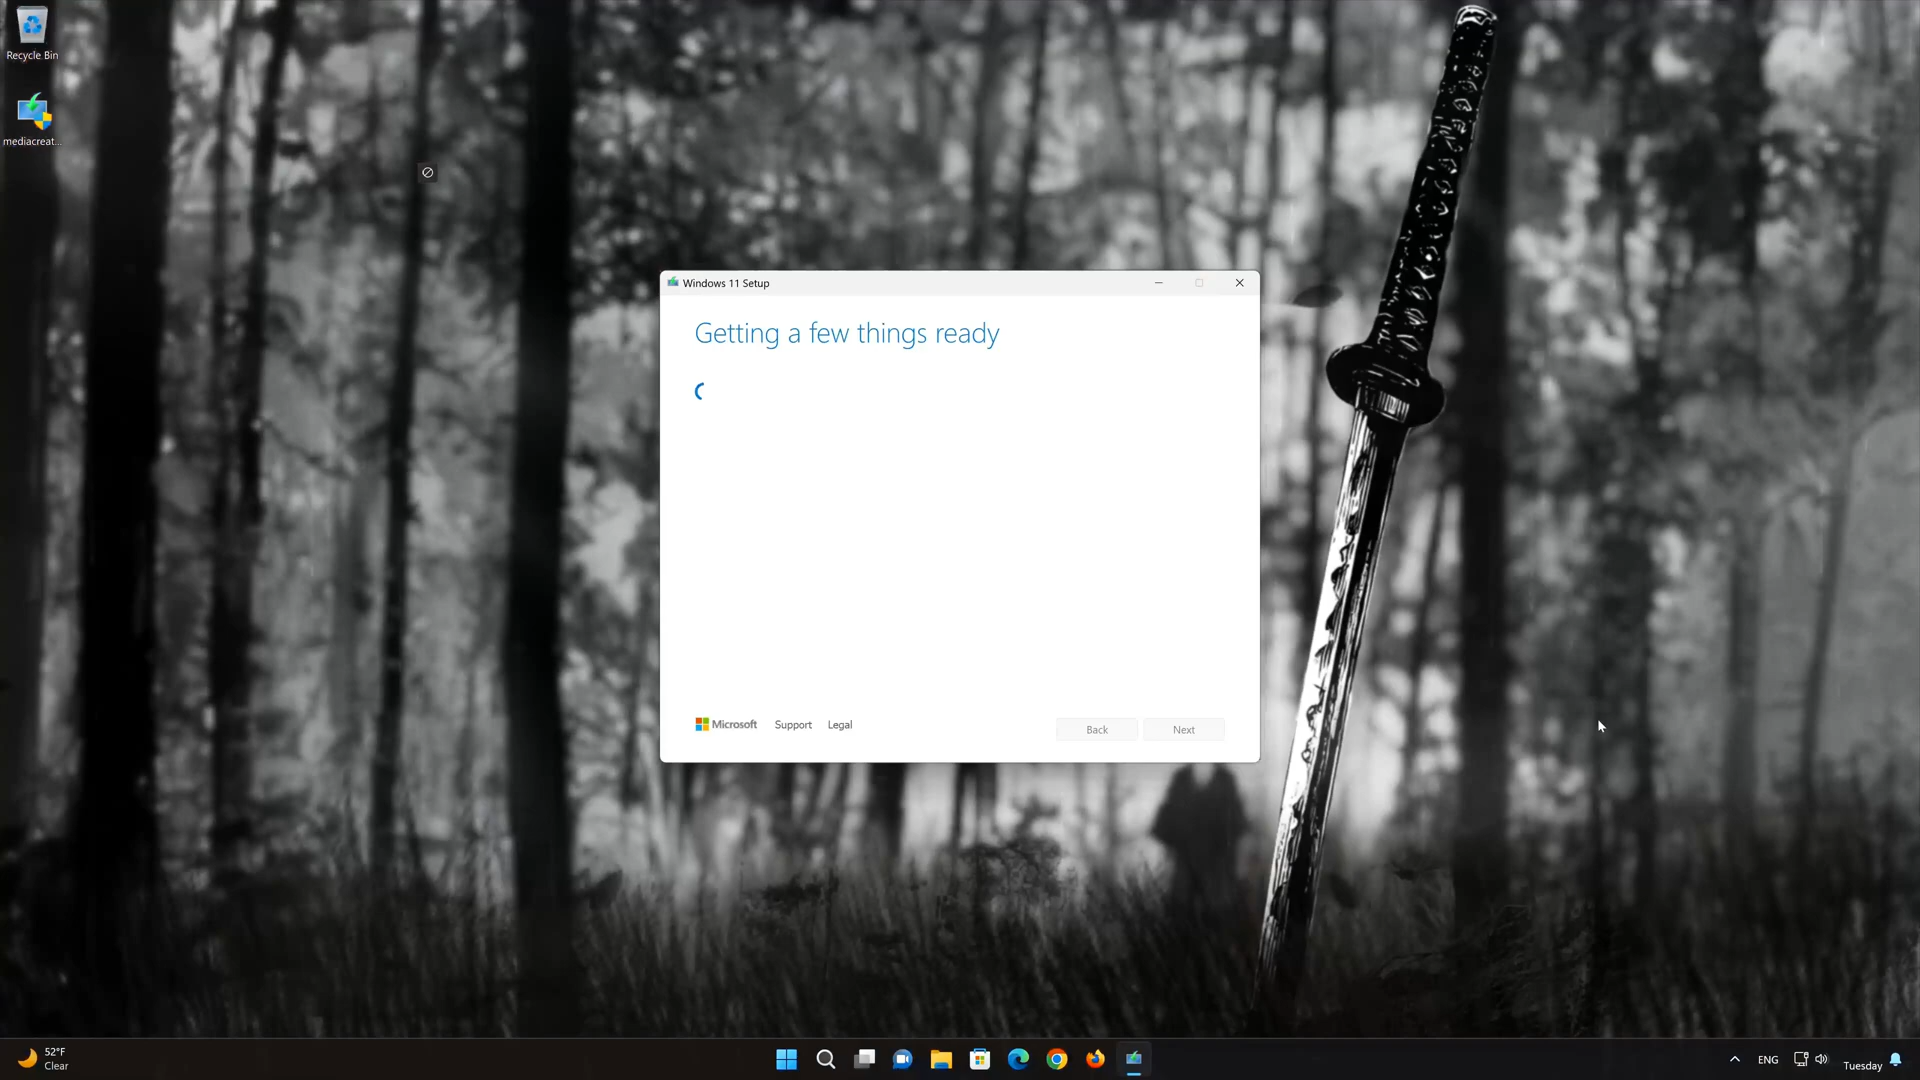 Recycle Bin
mediacreat...
Windows 11 Setup
Getting a few things ready
Microsoft Support Legal
Back Next
52°F
Clear
ENG
Tuesday